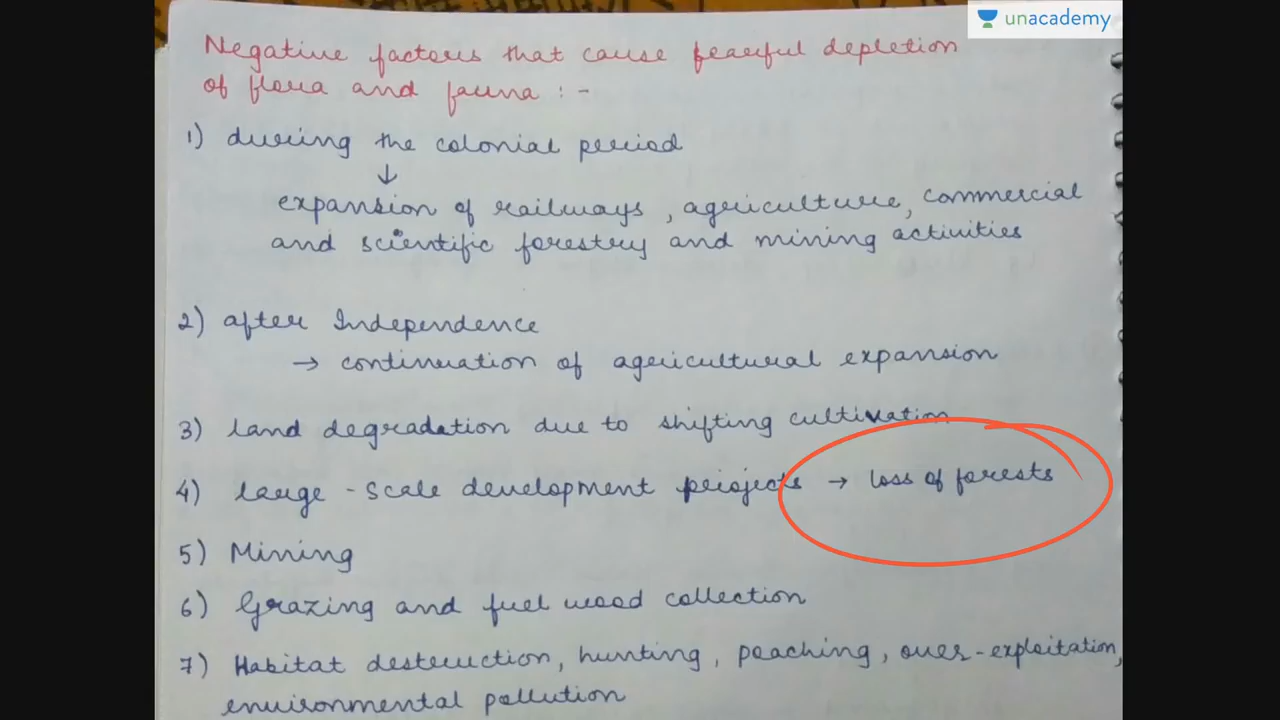 unacademy
Negative factors that cause fearful depletion
of flora and fauna : -
1) during the colonial period
↓
expansion of railways, agriculture, commercial
and scientific forestry and mining activities
2) after Independence
→ continuation of agricultural expansion
3) land degradation due to shifting cultivation
4) large - scale development projects → loss of forests
5) Mining
6) Grazing and fuel wood collection
7) Habitat destruction, hunting, poaching, over-exploitation,
environmental pollution